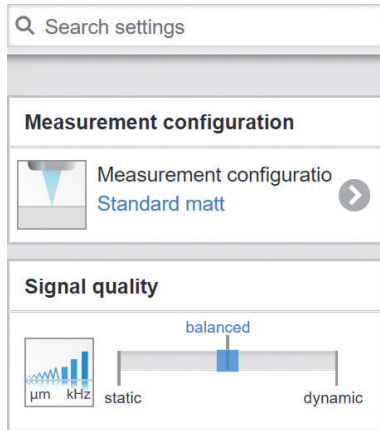 Search settings
Measurement configuration
Measurement configuratio
Standard matt
Signal quality
balanced
µm kHz
static dynamic